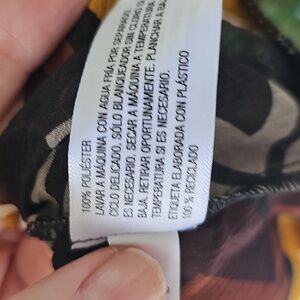 100% POLIÉSTER
LAVAR A MÁQUINA CON AGUA FRÍA POR SEPARADO.
CICLO DELICADO. SÓLO BLANQUEADOR SIN CLORO SI
ES NECESARIO. SECAR A MÁQUINA A TEMPERATURA
BAJA. RETIRAR OPORTUNAMENTE. PLANCHAR A BAJA
TEMPERATURA SI ES NECESARIO.
ETIQUETA ELABORADA CON PLÁSTICO
100 % RECICLADO